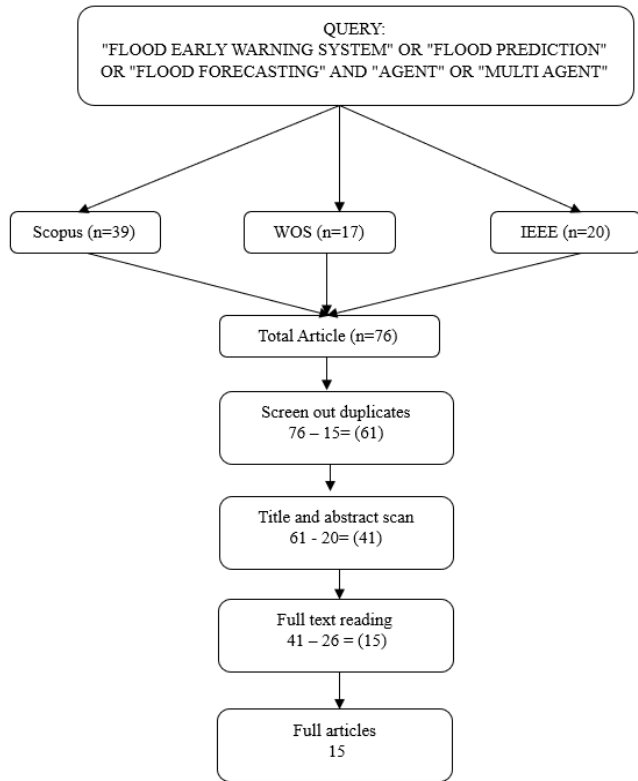 QUERY:
"FLOOD EARLY WARNING SYSTEM" OR "FLOOD PREDICTION"
OR "FLOOD FORECASTING" AND "AGENT" OR "MULTI AGENT"
Scopus (n=39)
WOS (n=17)
IEEE (n=20)
Total Article (n=76)
Screen out duplicates
76 – 15= (61)
Title and abstract scan
61 - 20= (41)
Full text reading
41 – 26 = (15)
Full articles
15